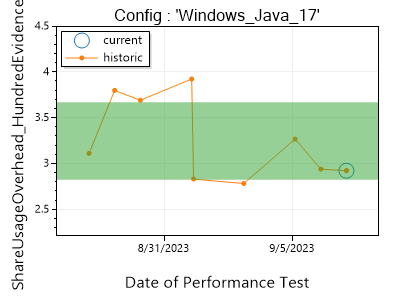 Config : 'Windows_Java_17'
ShareUsageOverhead_HundredEvidence
current
historic
4.5
4
3.5
3
2.5
8/31/2023
9/5/2023
Date of Performance Test